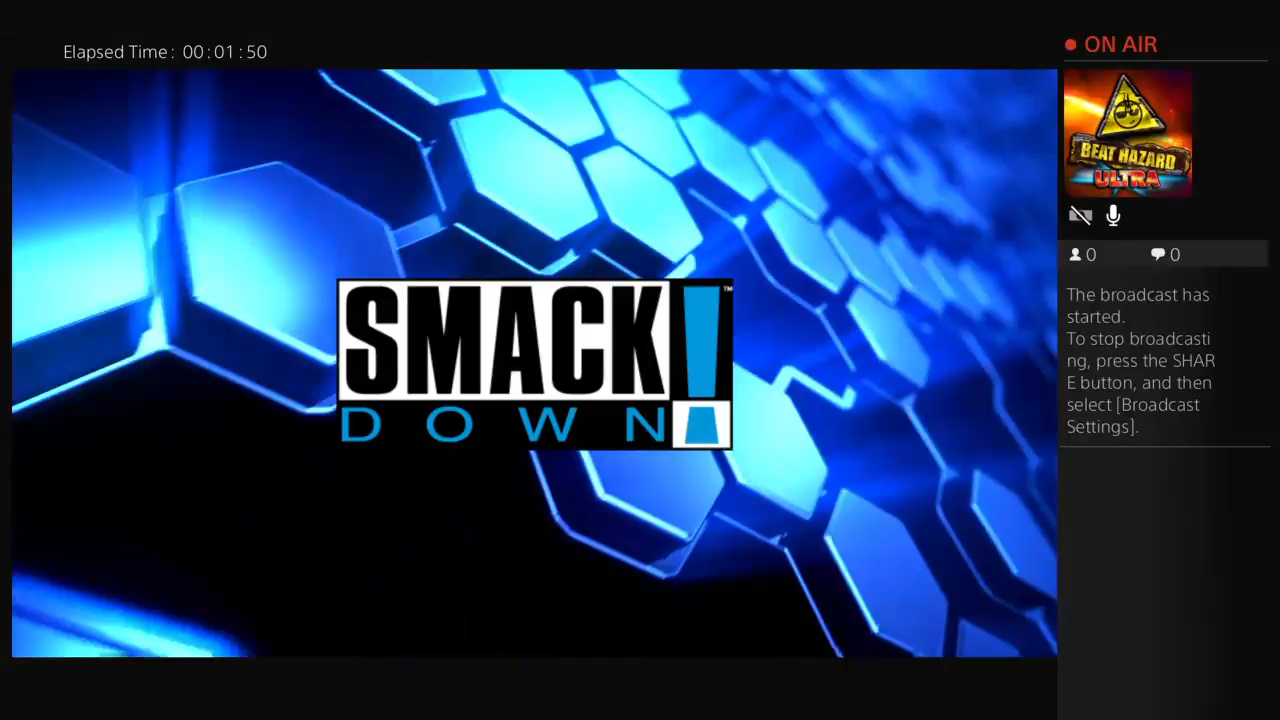 Elapsed Time: 00:01:50
ON AIR
BEAT HAZARD
ULTRA
SMACK!™
DOWN
0 0
The broadcast has
started.
To stop broadcasti
ng, press the SHAR
E button, and then
select [Broadcast
Settings].